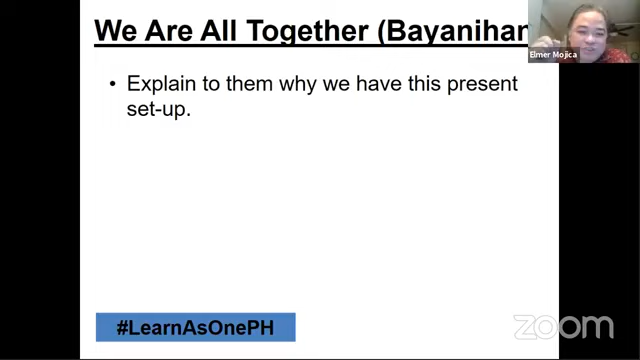 We Are All Together (Bayanihan
Elmer Mojica
• Explain to them why we have this present
set-up.
#LearnAsOnePH
zoom